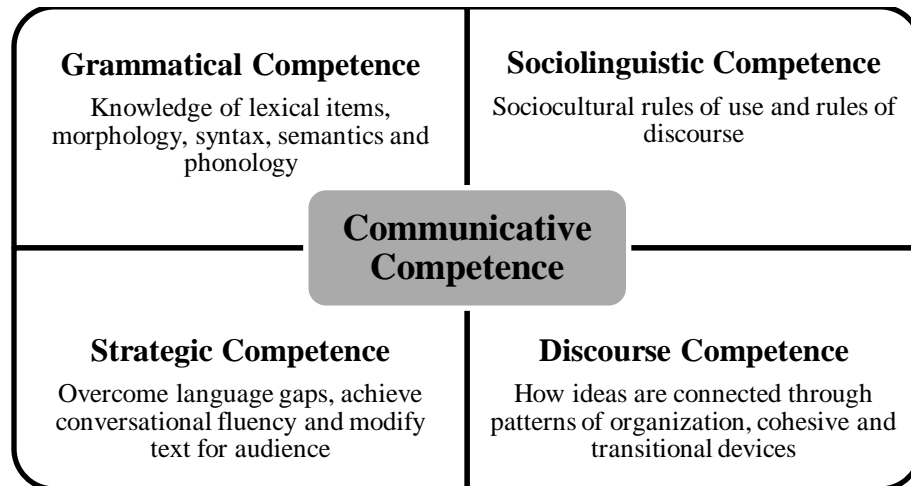 Grammatical Competence
Knowledge of lexical items,
morphology, syntax, semantics and
phonology
Sociolinguistic Competence
Sociocultural rules of use and rules of
discourse
Communicative
Competence
Strategic Competence
Overcome language gaps, achieve
conversational fluency and modify
text for audience
Discourse Competence
How ideas are connected through
patterns of organization, cohesive and
transitional devices